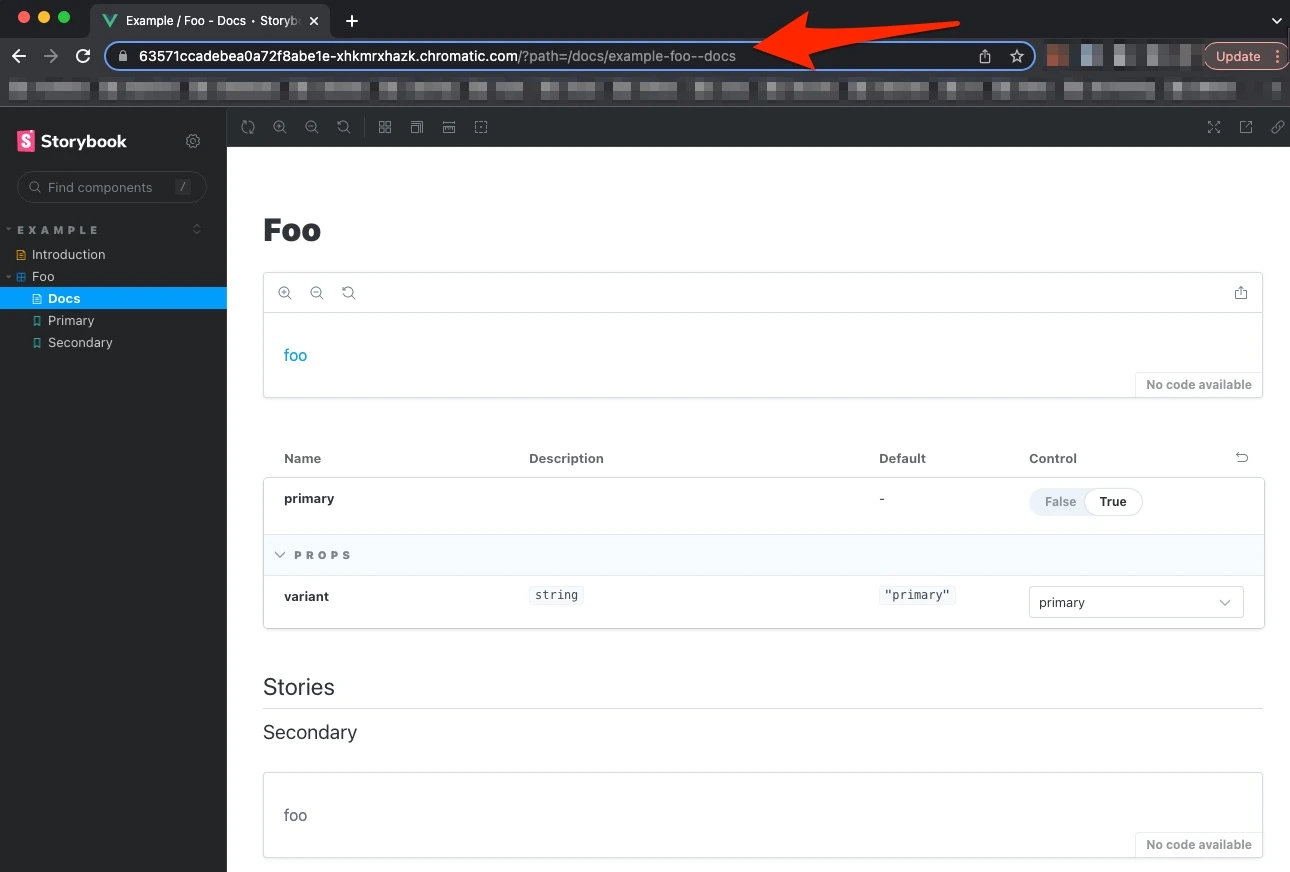 Example / Foo - Docs • Storyb
63571ccadebea0a72f8abe1e-xhkmrxhazk.chromatic.com/?path=/docs/example-foo--docs
Update
S Storybook
Find components /
EXAMPLE
Introduction
Foo
Docs
Primary
Secondary
Foo
foo
No code available
Name Description Default Control
primary - False True
PROPS
variant string "primary" primary
Stories
Secondary
foo
No code available